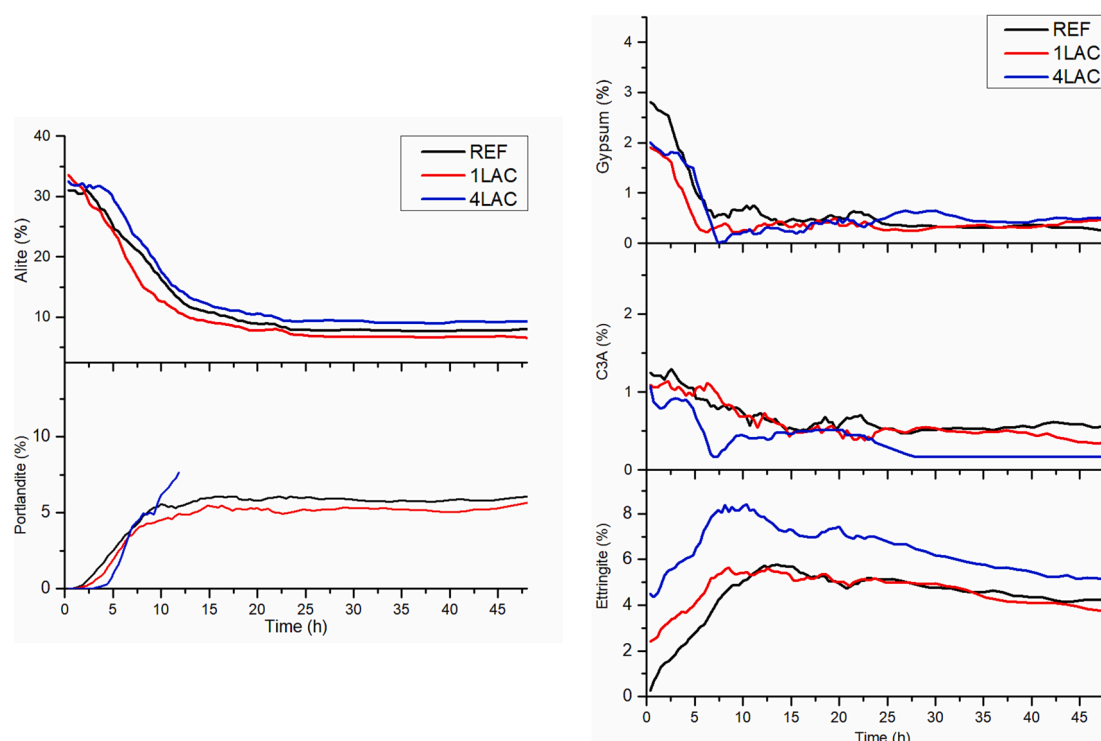 REF
1LAC
4LAC
Alite (%)
40
30
20
10
Portlandite (%)
10
5
0
0 5 10 15 20 25 30 35 40 45
Time (h)
REF
1LAC
4LAC
Gypsum (%)
4
3
2
1
0
C3A (%)
2
1
0
Ettringite (%)
8
6
4
2
0
0 5 10 15 20 25 30 35 40 45
Time (h)